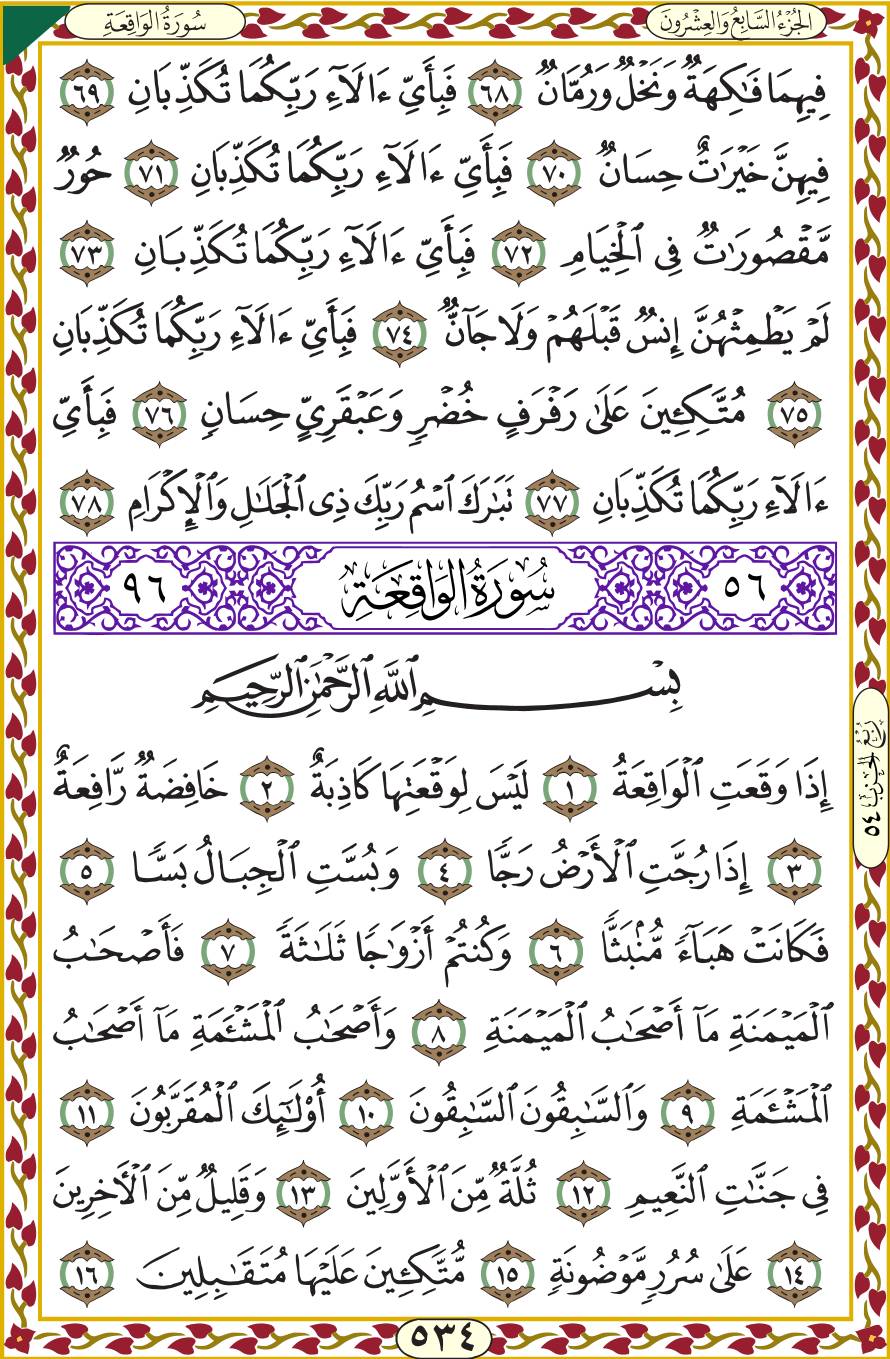 الجُزْءُ السَّابِعُ وَالعِشْرُونَ
سُورَةُ الوَاقِعَةِ
فِيهِمَا فَٰكِهَةٌ وَنَخْلٌ وَرُمَّانٌ ٦٨ فَبِأَيِّ ءَالَآءِ رَبِّكُمَا تُكَذِّبَانِ ٦٩
فِيهِنَّ خَيْرَٰتٌ حِسَانٌ ٧٠ فَبِأَيِّ ءَالَآءِ رَبِّكُمَا تُكَذِّبَانِ ٧١ حُورٌ
مَّقْصُورَٰتٌ فِى ٱلْخِيَامِ ٧٢ فَبِأَيِّ ءَالَآءِ رَبِّكُمَا تُكَذِّبَانِ ٧٣
لَمْ يَطْمِثْهُنَّ إِنسٌ قَبْلَهُمْ وَلَا جَآنٌّ ٧٤ فَبِأَيِّ ءَالَآءِ رَبِّكُمَا تُكَذِّبَانِ
٧٥ مُتَّكِـِٔينَ عَلَىٰ رَفْرَفٍ خُضْرٍ وَعَبْقَرِيٍّ حِسَانٍ ٧٦ فَبِأَيِّ
ءَالَآءِ رَبِّكُمَا تُكَذِّبَانِ ٧٧ تَبَٰرَكَ ٱسْمُ رَبِّكَ ذِى ٱلْجَلَٰلِ وَٱلْإِكْرَامِ ٧٨
٥٦ سُورَةُ الوَاقِعَةِ ٩٦
بِسْمِ ٱللَّهِ ٱلرَّحْمَٰنِ ٱلرَّحِيمِ
إِذَا وَقَعَتِ ٱلْوَاقِعَةُ ١ لَيْسَ لِوَقْعَتِهَا كَاذِبَةٌ ٢ خَافِضَةٌ رَّافِعَةٌ
٣ إِذَا رُجَّتِ ٱلْأَرْضُ رَجًّا ٤ وَبُسَّتِ ٱلْجِبَالُ بَسًّا ٥
فَكَانَتْ هَبَآءً مُّنۢبَثًّا ٦ وَكُنتُمْ أَزْوَٰجًا ثَلَٰثَةً ٧ فَأَصْحَٰبُ
ٱلْمَيْمَنَةِ مَآ أَصْحَٰبُ ٱلْمَيْمَنَةِ ٨ وَأَصْحَٰبُ ٱلْمَشْـَٔمَةِ مَآ أَصْحَٰبُ
ٱلْمَشْـَٔمَةِ ٩ وَٱلسَّٰبِقُونَ ٱلسَّٰبِقُونَ ١٠ أُو۟لَٰٓئِكَ ٱلْمُقَرَّبُونَ ١١
فِى جَنَّٰتِ ٱلنَّعِيمِ ١٢ ثُلَّةٌ مِّنَ ٱلْأَوَّلِينَ ١٣ وَقَلِيلٌ مِّنَ ٱلْءَاخِرِينَ
١٤ عَلَىٰ سُرُرٍ مَّوْضُونَةٍ ١٥ مُّتَّكِـِٔينَ عَلَيْهَا مُتَقَٰبِلِينَ ١٦
رُبْعُ الحِزْبِ ٥٤
٥٣٤